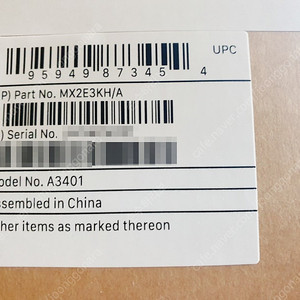 UPC
95949 87345 4
P) Part No. MX2E3KH/A
) Serial No.
odel No. A3401
ssembled in China
ther items as marked thereon